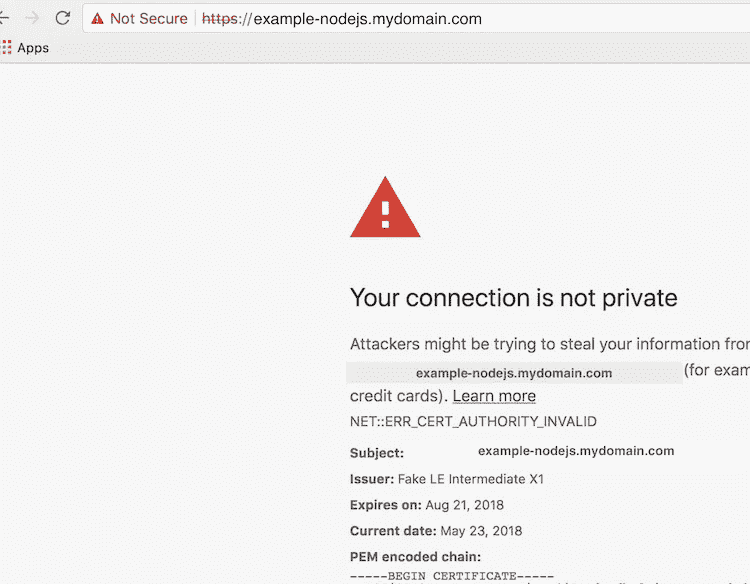 Not Secure https://example-nodejs.mydomain.com
Apps
Your connection is not private
Attackers might be trying to steal your information from
example-nodejs.mydomain.com (for exam
credit cards). Learn more
NET::ERR_CERT_AUTHORITY_INVALID
Subject: example-nodejs.mydomain.com
Issuer: Fake LE Intermediate X1
Expires on: Aug 21, 2018
Current date: May 23, 2018
PEM encoded chain:
-----BEGIN CERTIFICATE-----